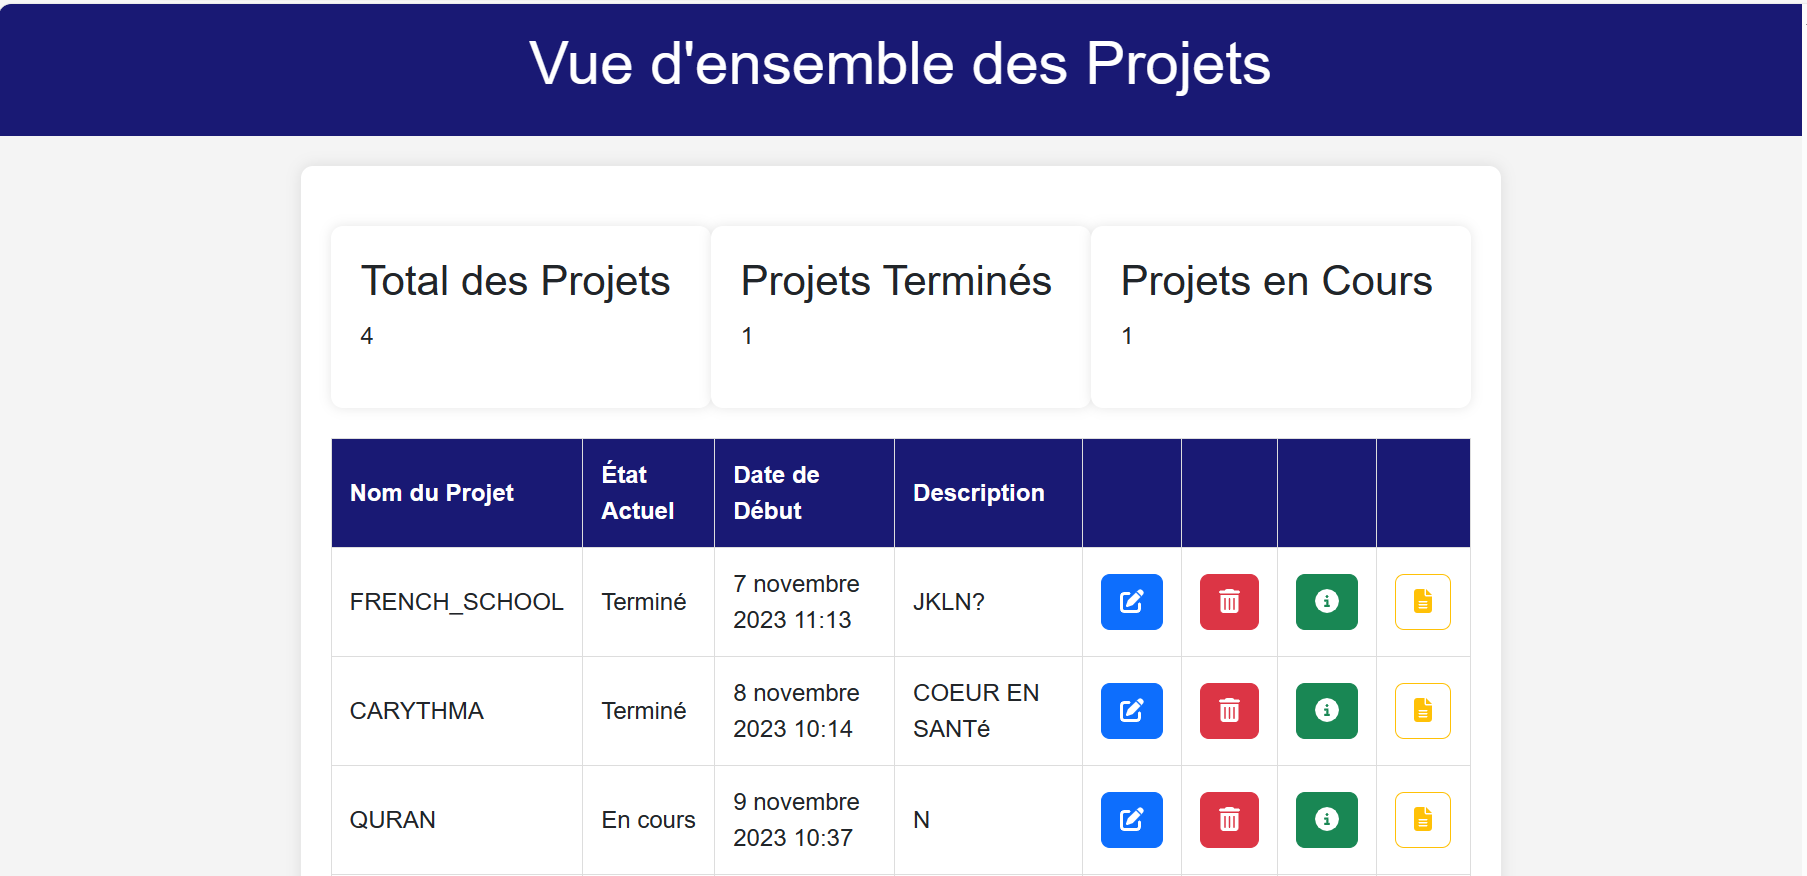 Vue d'ensemble des Projets
Total des Projets
4
Projets Terminés
1
Projets en Cours
1
Nom du Projet
État
Actuel
Date de
Début
Description
FRENCH_SCHOOL
Terminé
7 novembre
2023 11:13
JKLN?
CARYTHMA
Terminé
8 novembre
2023 10:14
COEUR EN
SANTé
QURAN
En cours
9 novembre
2023 10:37
N